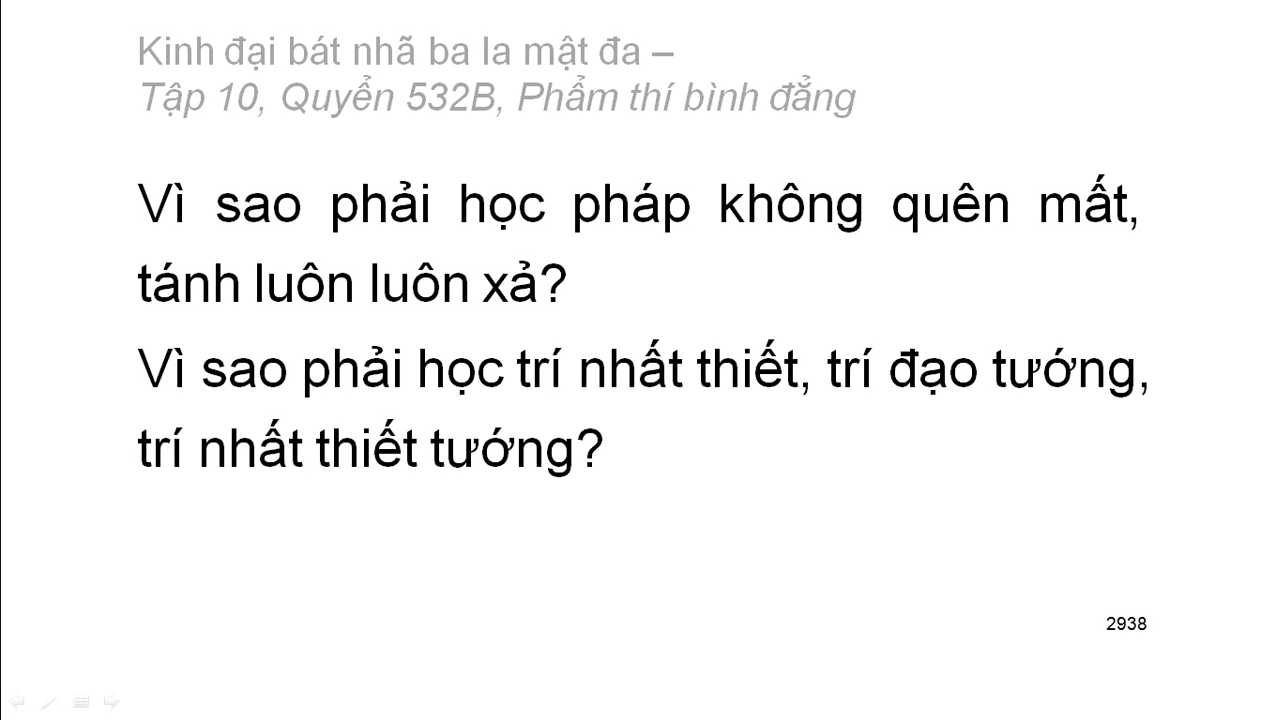 Kinh đại bát nhã ba la mật đa –
Tập 10, Quyển 532B, Phẩm thí bình đẳng
Vì sao phải học pháp không quên mất,
tánh luôn luôn xả?
Vì sao phải học trí nhất thiết, trí đạo tướng,
trí nhất thiết tướng?
2938